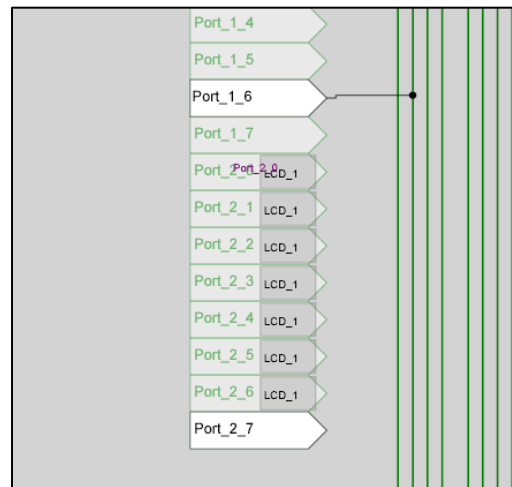 Port_1_4
Port_1_5
Port_1_6
Port_1_7
Port_2_0 Port_2_0 LCD_1
Port_2_1 LCD_1
Port_2_2 LCD_1
Port_2_3 LCD_1
Port_2_4 LCD_1
Port_2_5 LCD_1
Port_2_6 LCD_1
Port_2_7